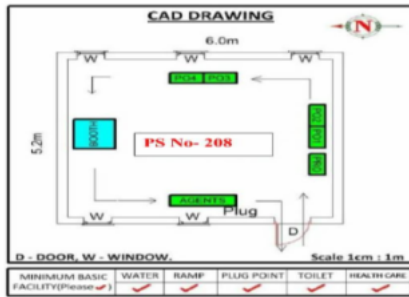 CAD DRAWING
N
6.0m
W W W
PO4 PO3
5.2m
BOOTH
PS No- 208
PO2
PO1
PRO
AGENTS
Plug
W W
D
D - DOOR, W - WINDOW. Scale 1cm : 1m
MINIMUM BASIC FACILITY(Please✓) WATER RAMP PLUG POINT TOILET HEALTH CARE
✓ ✓ ✓ ✓ ✓